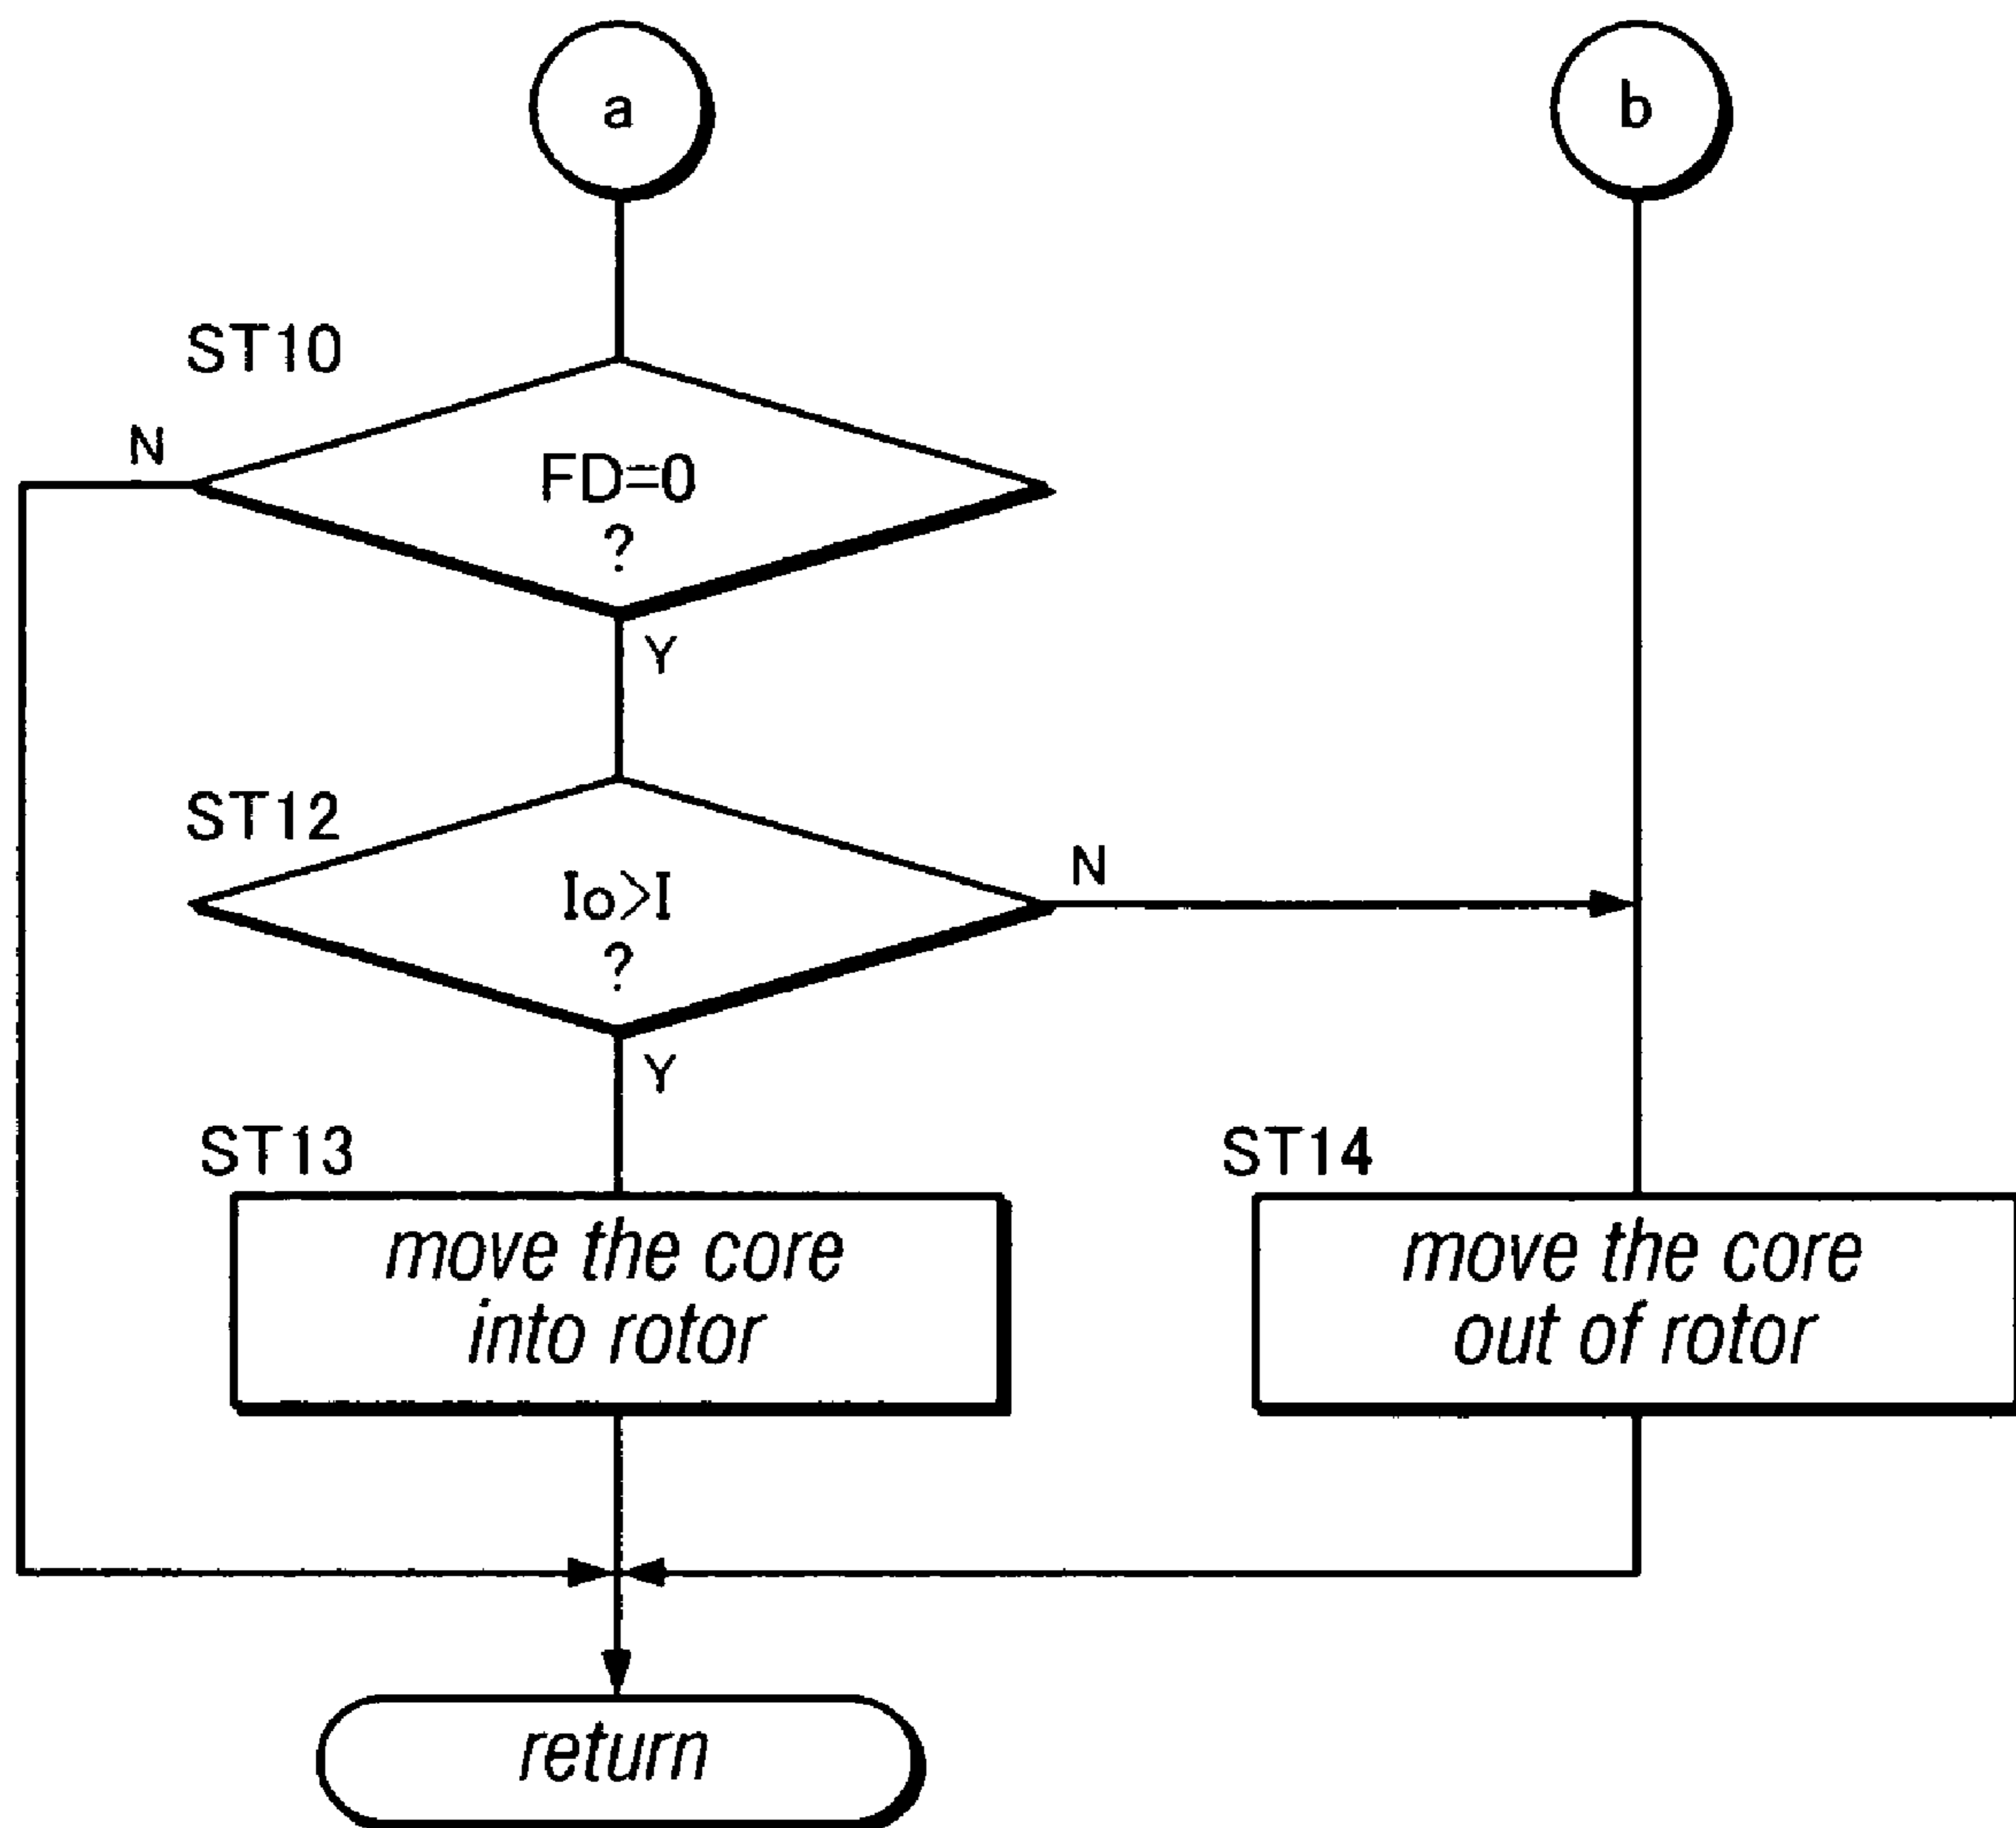 a
b
ST10
N
FD=0
?
Y
ST12
N
Io>I
?
Y
ST13
ST14
move the core
into rotor
move the core
out of rotor
return